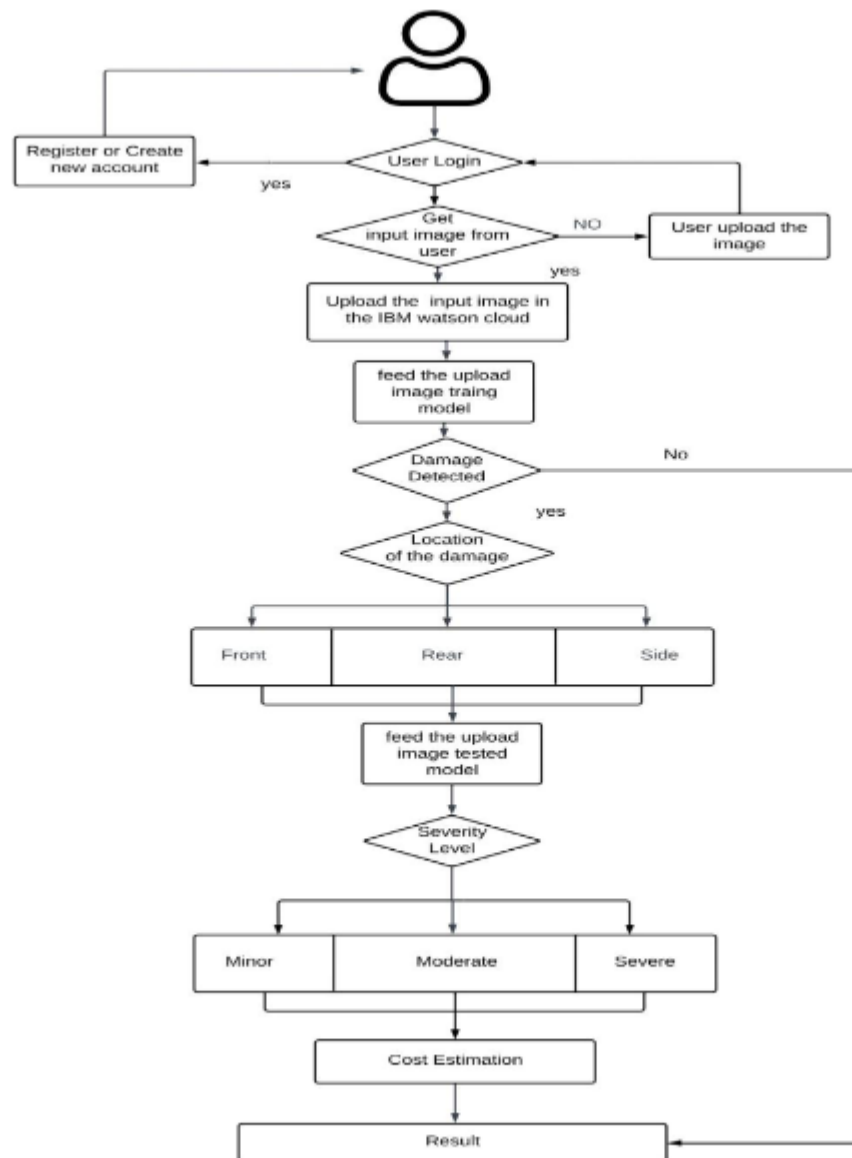 Register or Create
new account
User Login
yes
Get
input image from
user
NO
User upload the
image
yes
Upload the input image in
the IBM watson cloud
feed the upload
image traing
model
Damage
Detected
No
yes
Location
of the damage
Front
Rear
Side
feed the upload
image tested
model
Severity
Level
Minor
Moderate
Severe
Cost Estimation
Result